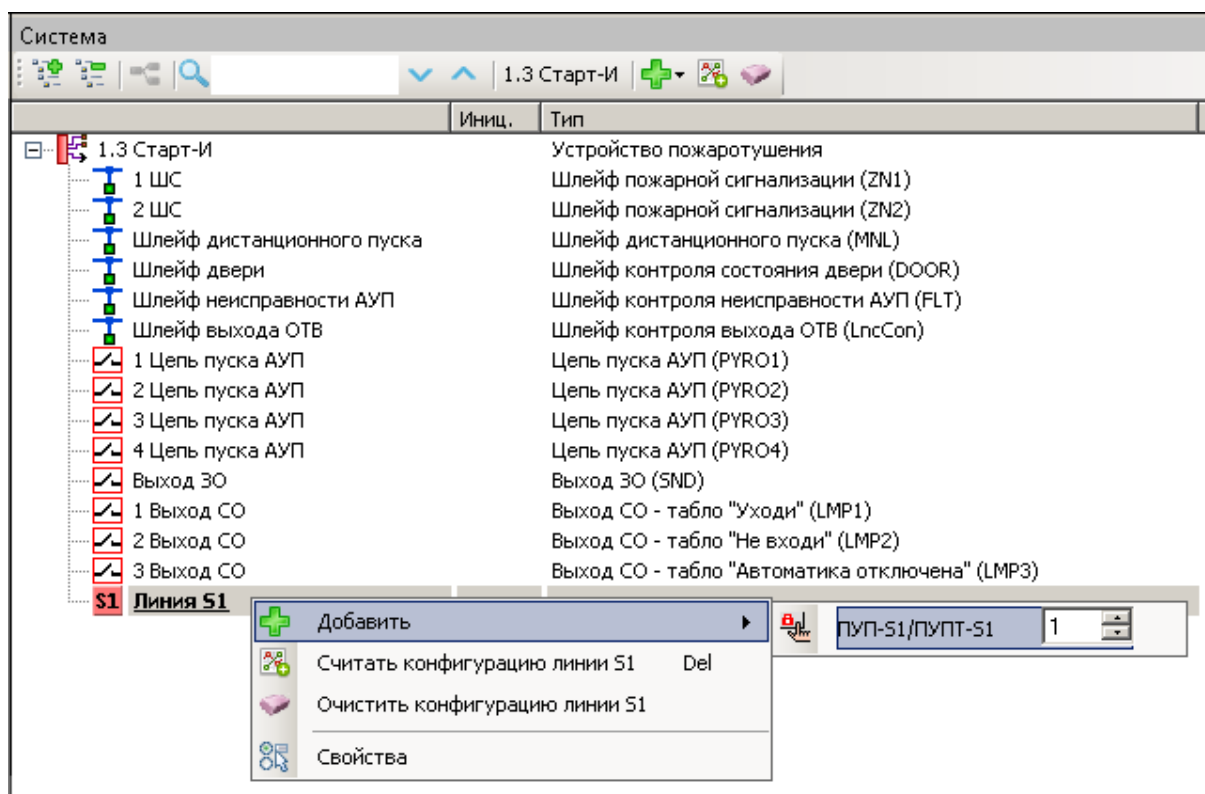 Система
1.3 Старт-И
Иниц. Тип
1.3 Старт-И Устройство пожаротушения
1 ШС Шлейф пожарной сигнализации (ZN1)
2 ШС Шлейф пожарной сигнализации (ZN2)
Шлейф дистанционного пуска Шлейф дистанционного пуска (MNL)
Шлейф двери Шлейф контроля состояния двери (DOOR)
Шлейф неисправности АУП Шлейф контроля неисправности АУП (FLT)
Шлейф выхода ОТВ Шлейф контроля выхода ОТВ (LncCon)
1 Цепь пуска АУП Цепь пуска АУП (PYRO1)
2 Цепь пуска АУП Цепь пуска АУП (PYRO2)
3 Цепь пуска АУП Цепь пуска АУП (PYRO3)
4 Цепь пуска АУП Цепь пуска АУП (PYRO4)
Выход ЗО Выход ЗО (SND)
1 Выход СО Выход СО - табло "Уходи" (LMP1)
2 Выход СО Выход СО - табло "Не входи" (LMP2)
3 Выход СО Выход СО - табло "Автоматика отключена" (LMP3)
S1 Линия S1
Добавить ПУП-S1/ПУПТ-S1 1
Считать конфигурацию линии S1 Del
Очистить конфигурацию линии S1
Свойства